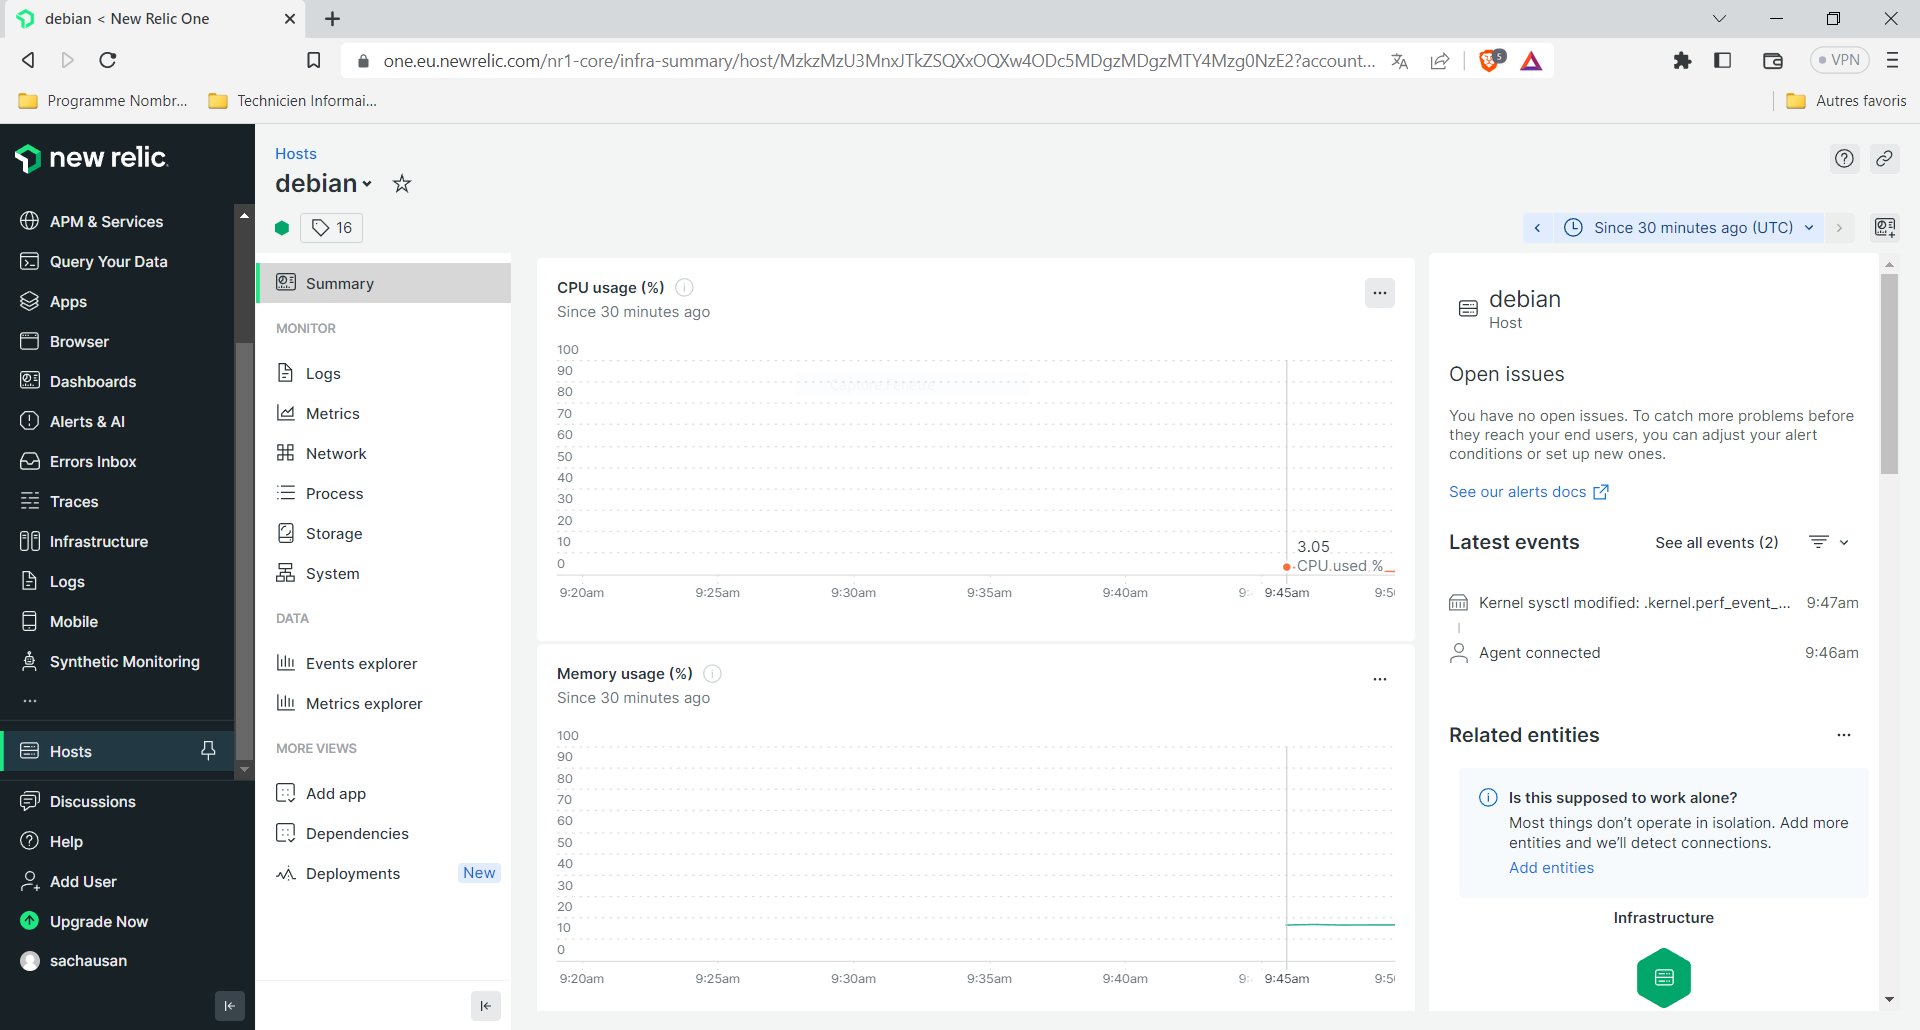 debian < New Relic One
one.eu.newrelic.com/nr1-core/infra-summary/host/MzkzMzU3MnxJTkZSQXxOQXw4ODc5MDgzMDgzMTY4Mzg0NzE2?account...
5
VPN
Programme Nombr...
Technicien Informai...
Autres favoris
new relic
APM & Services
Query Your Data
Apps
Browser
Dashboards
Alerts & AI
Errors Inbox
Traces
Infrastructure
Logs
Mobile
Synthetic Monitoring
...
Hosts
Discussions
Help
Add User
Upgrade Now
sachausan
Hosts
debian
16
Since 30 minutes ago (UTC)
Summary
MONITOR
Logs
Metrics
Network
Process
Storage
System
DATA
Events explorer
Metrics explorer
MORE VIEWS
Add app
Dependencies
Deployments New
CPU usage (%)
Since 30 minutes ago
100
90
80
70
60
50
40
30
20
10
0
3.05
CPU used %
9:20am 9:25am 9:30am 9:35am 9:40am 9: 9:45am 9:50
Memory usage (%)
Since 30 minutes ago
100
90
80
70
60
50
40
30
20
10
0
9:20am 9:25am 9:30am 9:35am 9:40am 9: 9:45am 9:50
debian
Host
Open issues
You have no open issues. To catch more problems before
they reach your end users, you can adjust your alert
conditions or set up new ones.
See our alerts docs
Latest events See all events (2)
Kernel sysctl modified: .kernel.perf_event_... 9:47am
Agent connected 9:46am
Related entities
Is this supposed to work alone?
Most things don't operate in isolation. Add more
entities and we'll detect connections.
Add entities
Infrastructure